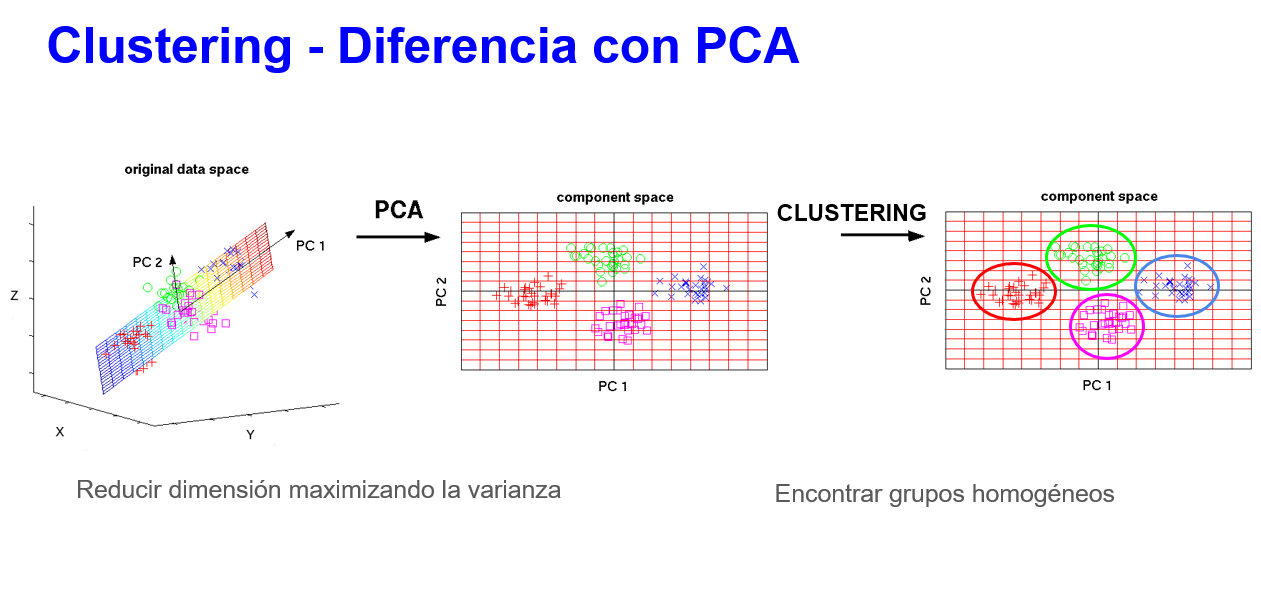 Clustering - Diferencia con PCA
original data space
PC 1
PC 2
Z
X
Y
PCA
component space
PC 2
PC 1
CLUSTERING
component space
PC 2
PC 1
Reducir dimensión maximizando la varianza
Encontrar grupos homogéneos